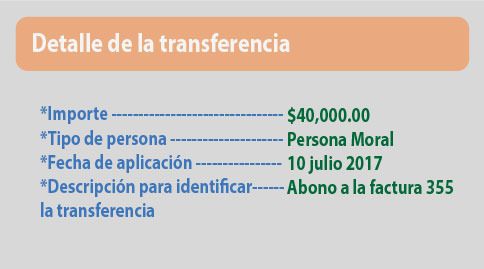 Detalle de la transferencia
*Importe -------------------------------- $40,000.00
*Tipo de persona --------------------- Persona Moral
*Fecha de aplicación ---------------- 10 julio 2017
*Descripción para identificar------ Abono a la factura 355
la transferencia